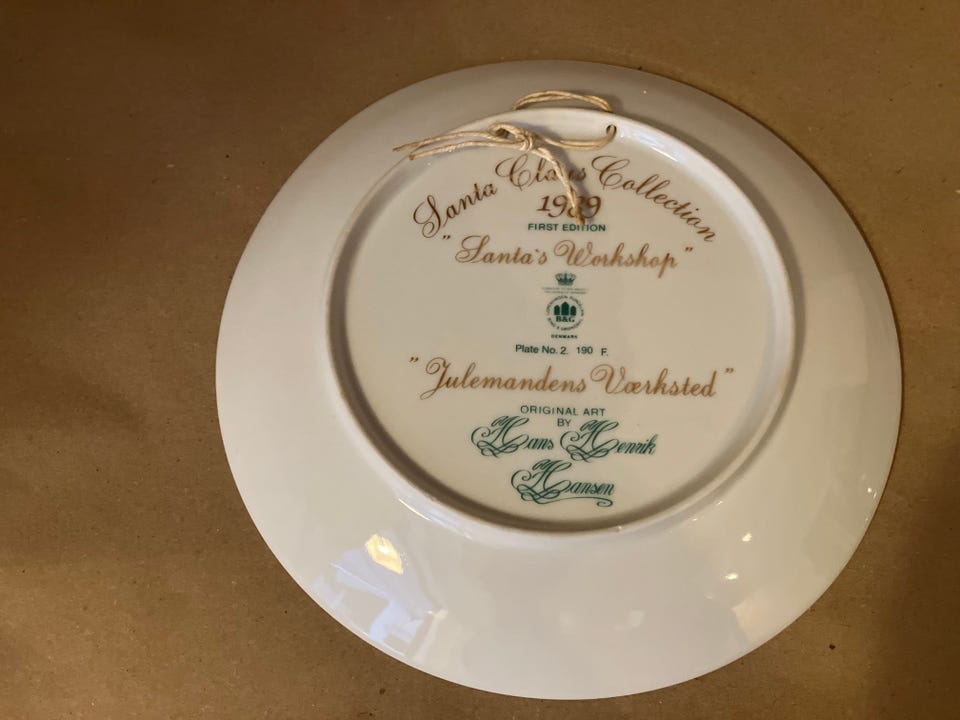 Santa Claus Collection
1989
FIRST EDITION
"Santa's Workshop"
B&G
DENMARK
Plate No. 2. 190 F.
"Julemandens Værksted"
ORIGINAL ART
BY
Hans Henrik
Hansen